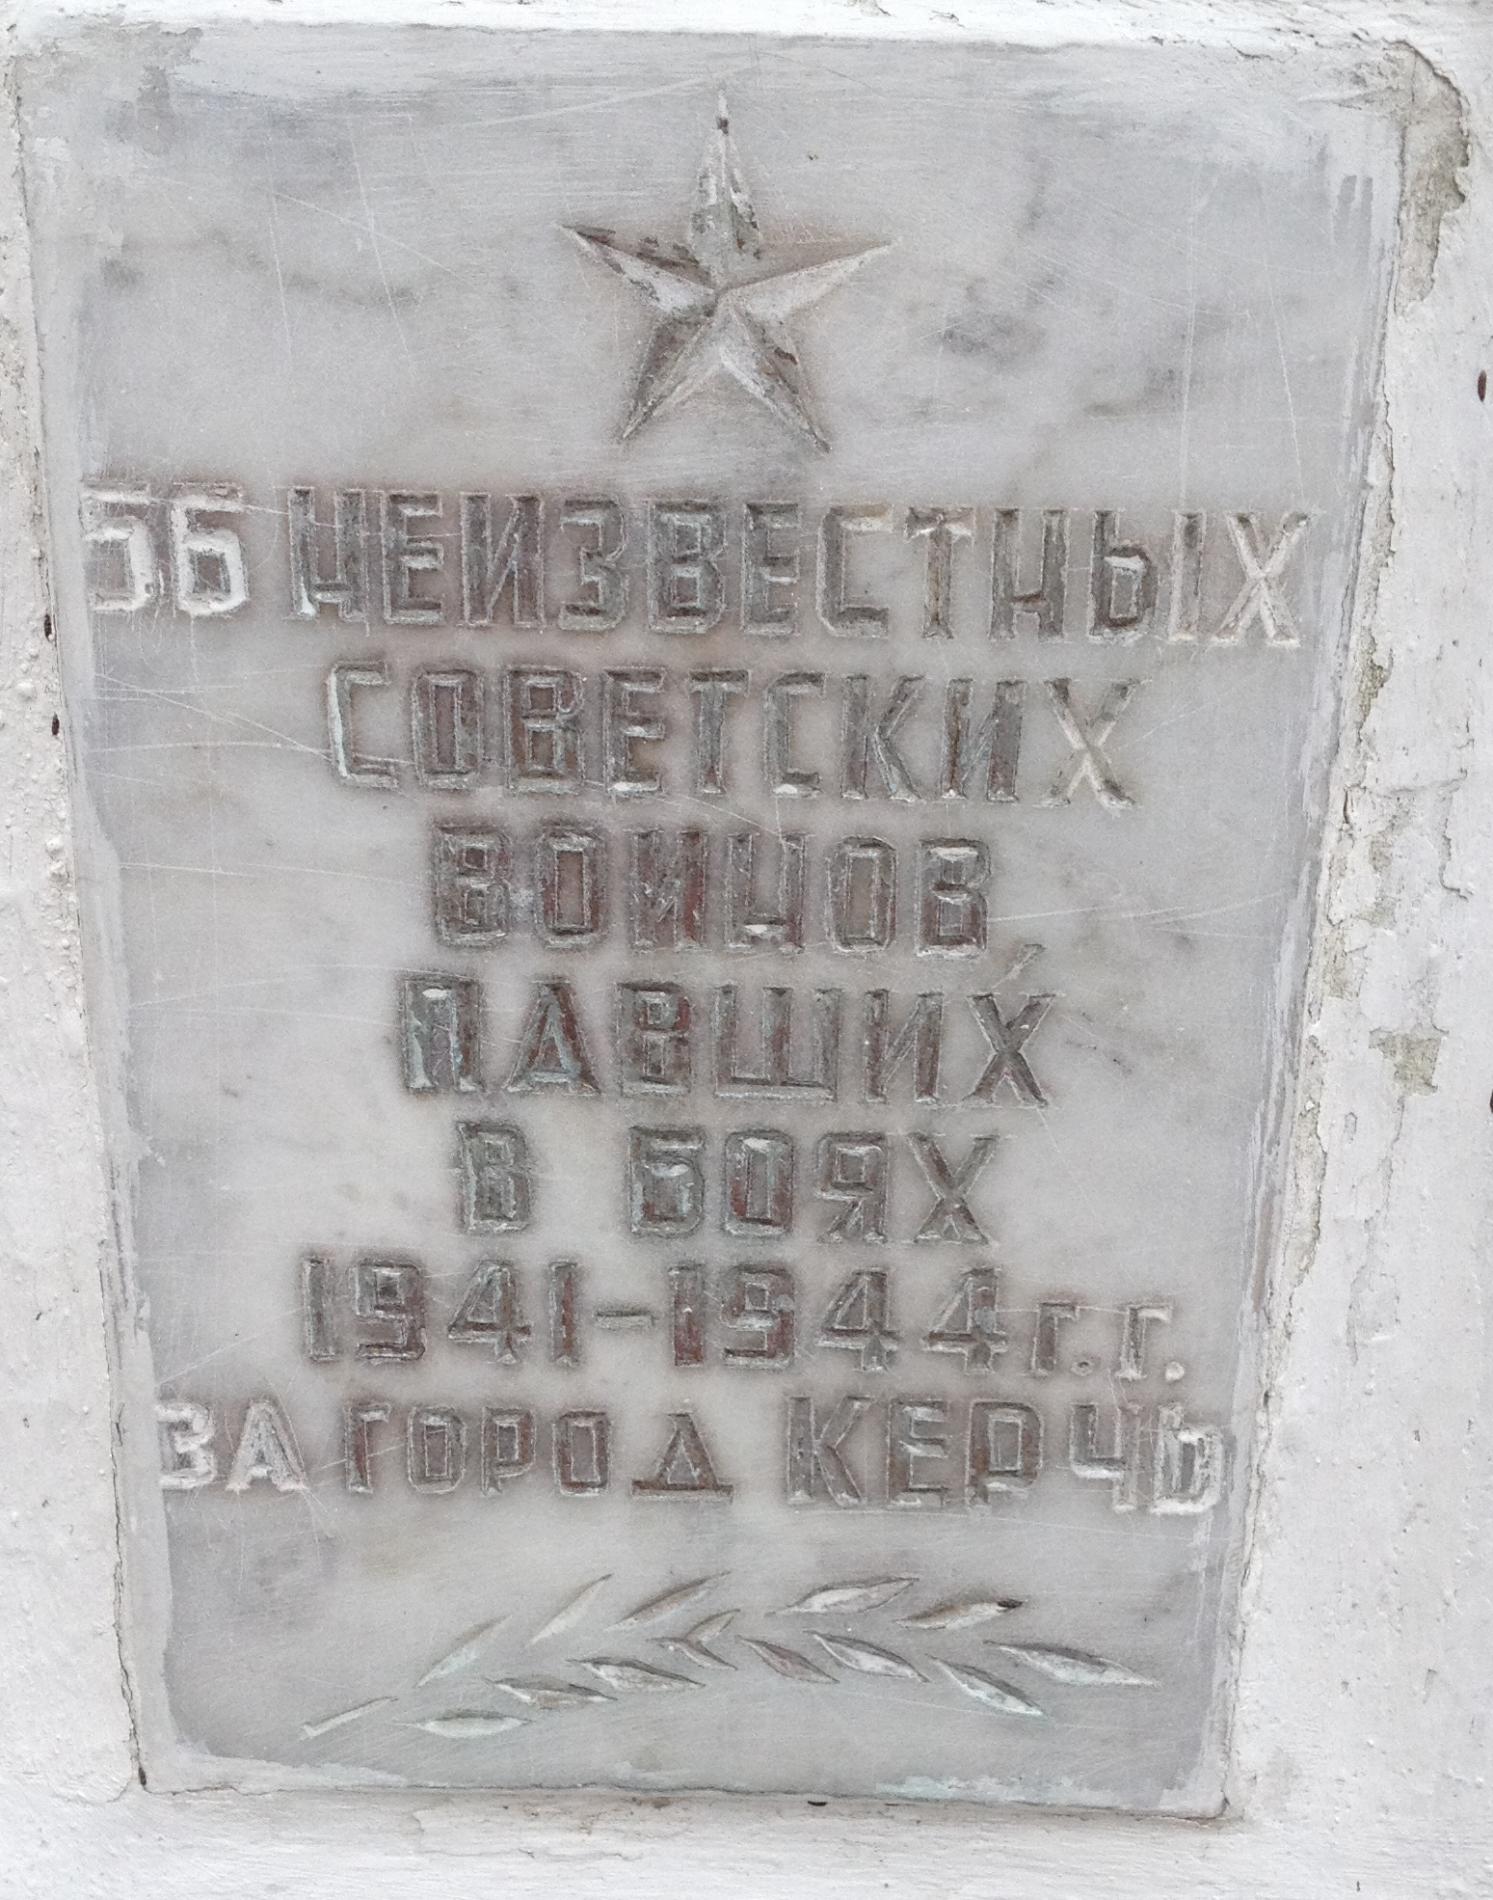 56 НЕИЗВЕСТНЫХ
СОВЕТСКИХ
ВОИНОВ
ПАВШИХ
В БОЯХ
1941-1944 г.г.
ЗА ГОРОД КЕРЧЬ